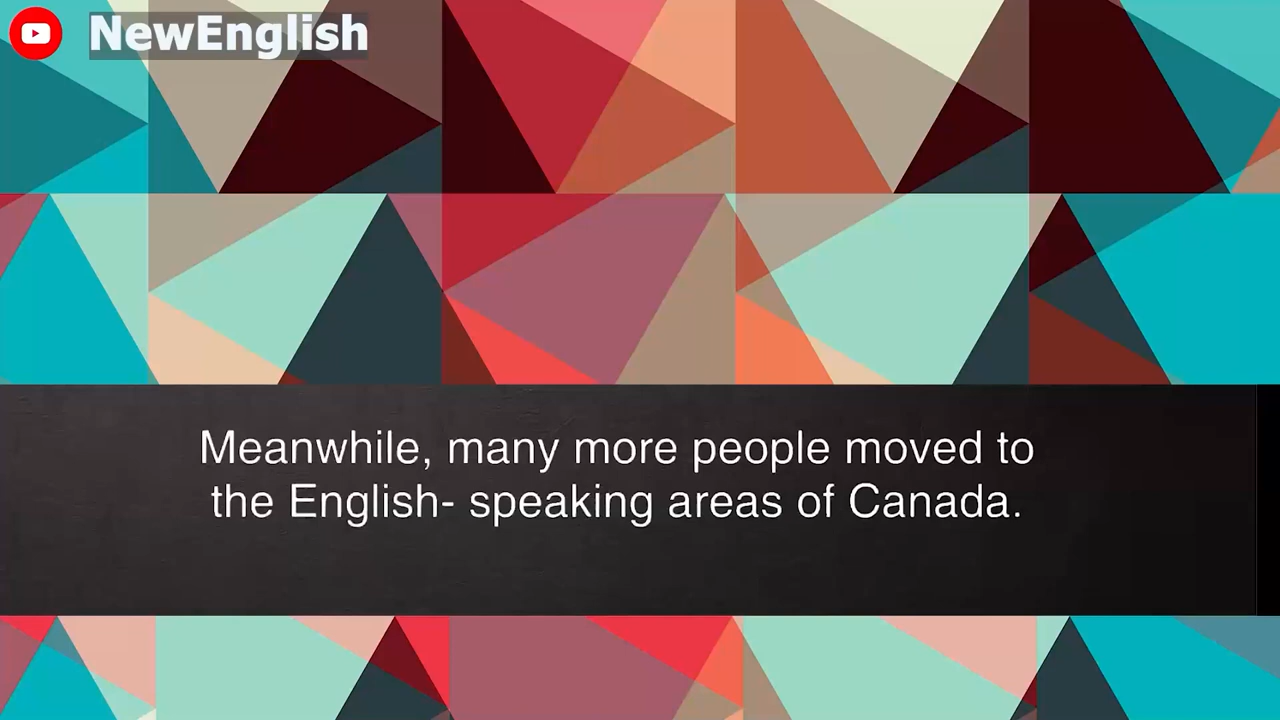 NewEnglish
Meanwhile, many more people moved to
the English- speaking areas of Canada.